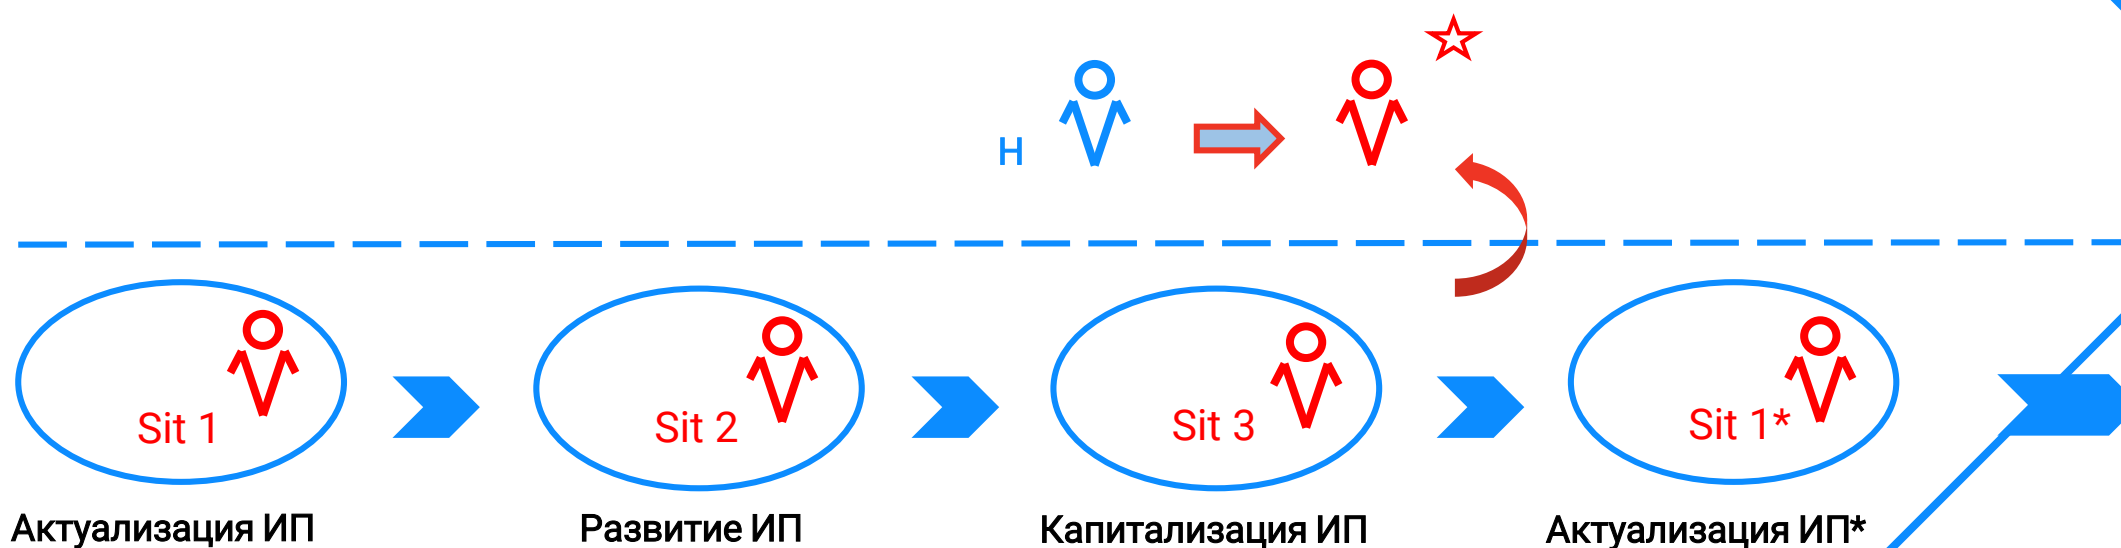 Н
Sit 1
Sit 2
Sit 3
Sit 1*
Актуализация ИП
Развитие ИП
Капитализация ИП
Актуализация ИП*